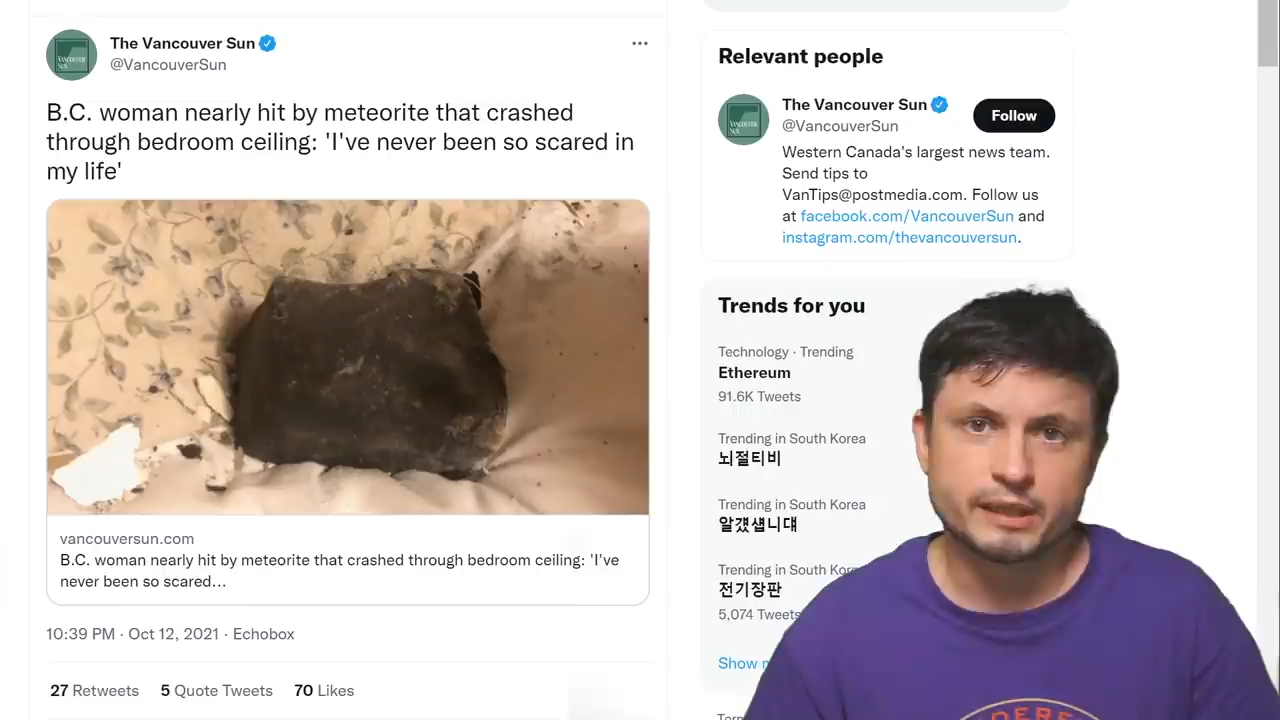 The Vancouver Sun
@VancouverSun
B.C. woman nearly hit by meteorite that crashed
through bedroom ceiling: 'I've never been so scared in
my life'
vancouversun.com
B.C. woman nearly hit by meteorite that crashed through bedroom ceiling: 'I've
never been so scared…
10:39 PM · Oct 12, 2021 · Echobox
27 Retweets 5 Quote Tweets 70 Likes
Relevant people
The Vancouver Sun
@VancouverSun
Follow
Western Canada's largest news team.
Send tips to
VanTips@postmedia.com. Follow us
at facebook.com/VancouverSun and
instagram.com/thevancouversun.
Trends for you
Technology · Trending
Ethereum
91.6K Tweets
Trending in South Korea
뇌절티비
Trending in South Korea
Trending in South
전기장판
5,074 Tweets
Show